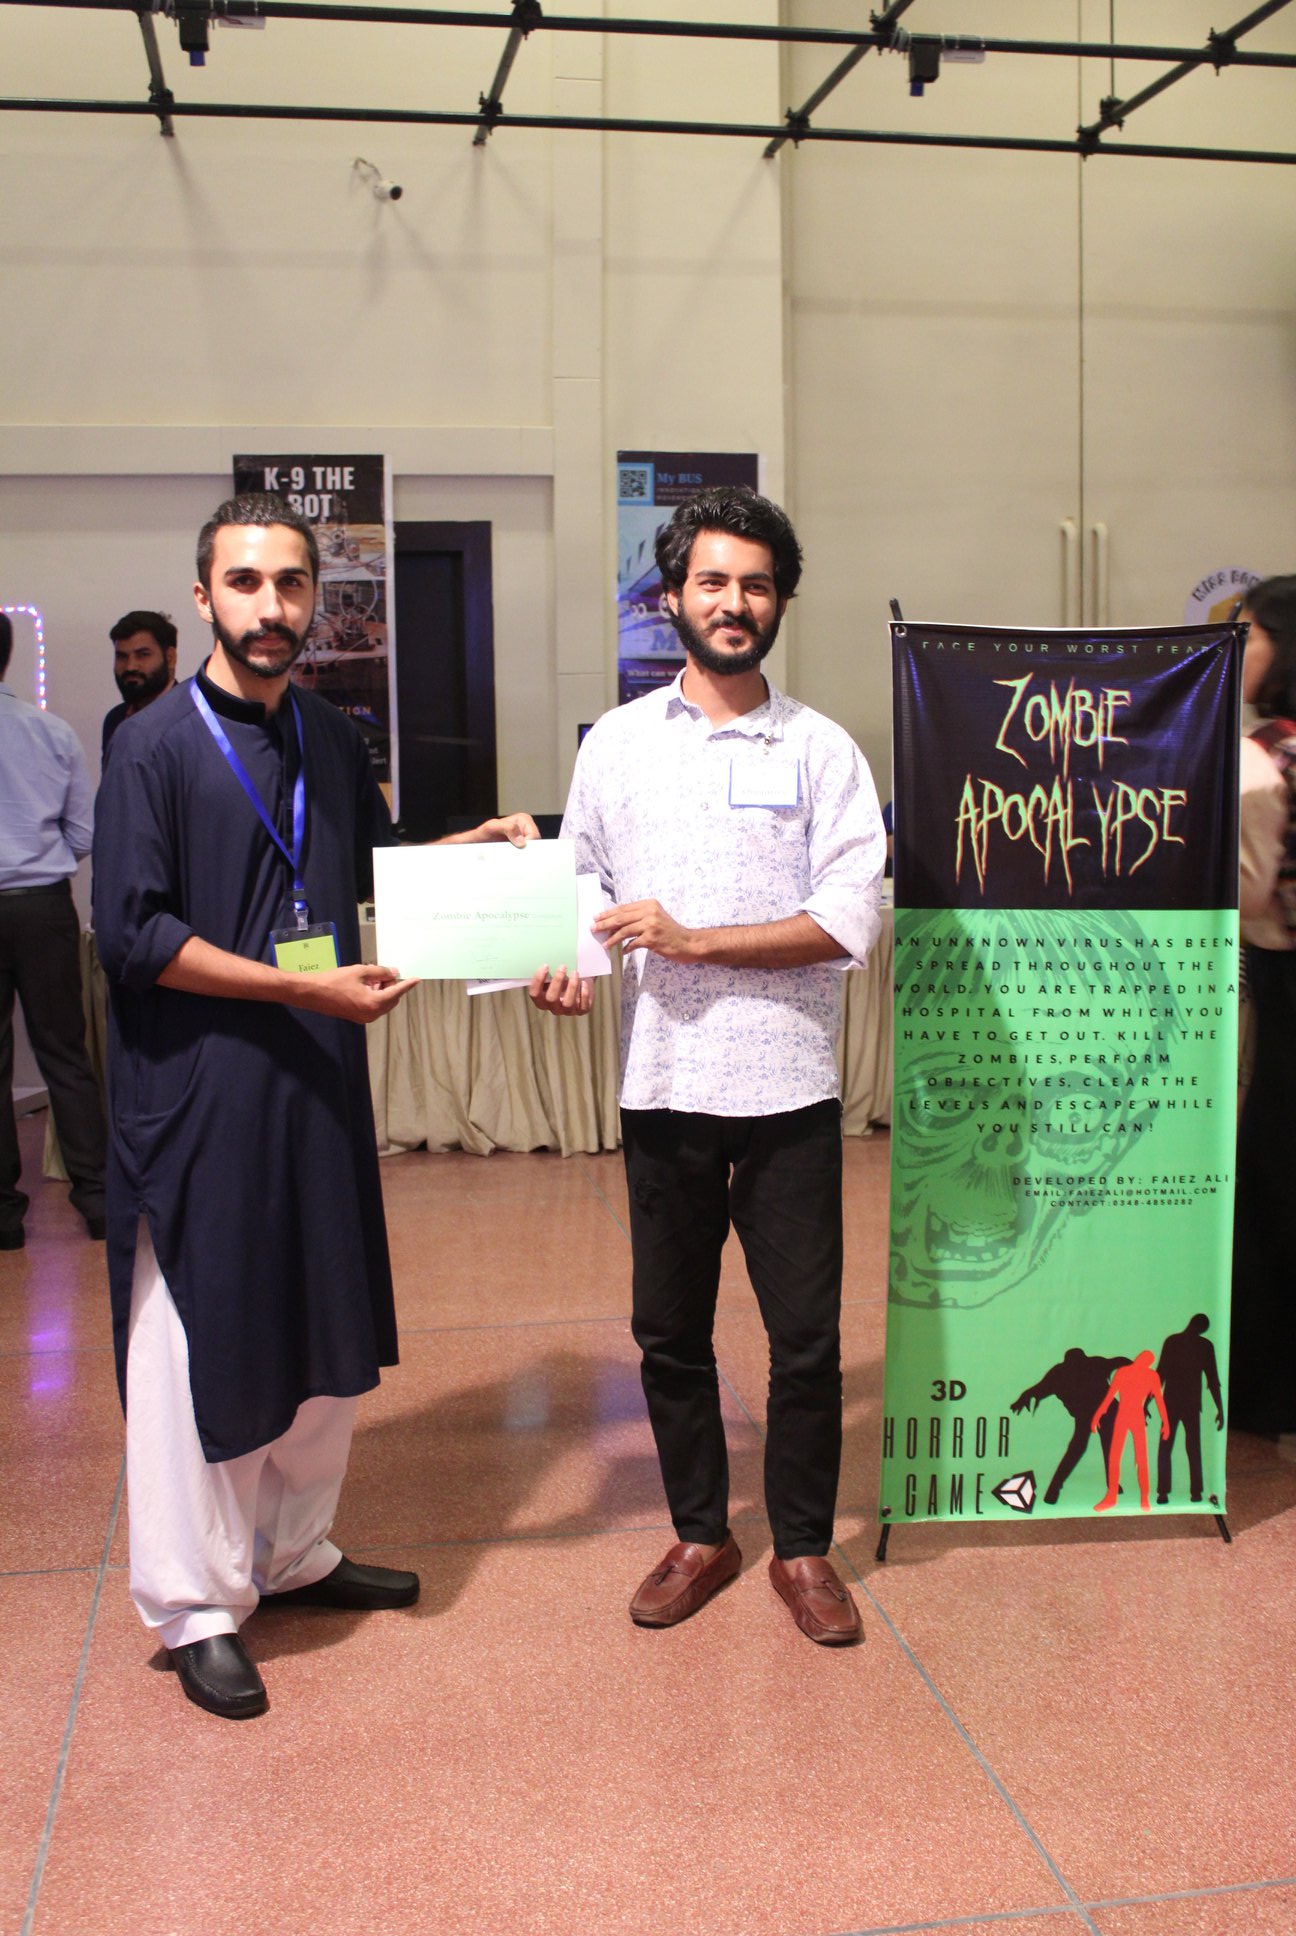 K-9 THE
BOT
My BUS
What can we
Faiez
Zombie Apocalypse
FACE YOUR WORST FEARS
ZOMBIE
APOCALYPSE
AN UNKNOWN VIRUS HAS BEEN
SPREAD THROUGHOUT THE
WORLD. YOU ARE TRAPPED IN A
HOSPITAL FROM WHICH YOU
HAVE TO GET OUT. KILL THE
ZOMBIES, PERFORM
OBJECTIVES, CLEAR THE
LEVELS AND ESCAPE WHILE
YOU STILL CAN!
DEVELOPED BY: FAIEZ ALI
EMAIL:FAIEZALI@HOTMAIL.COM
CONTACT:0348-4850282
3D
HORROR
GAME